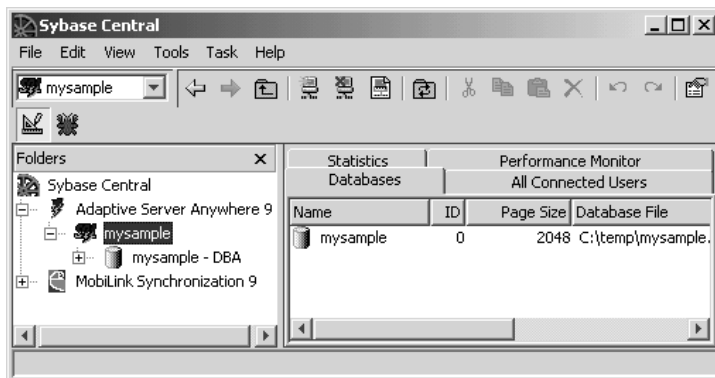 Sybase Central
File Edit View Tools Task Help
mysample
Folders
Sybase Central
Adaptive Server Anywhere 9
mysample
mysample - DBA
MobiLink Synchronization 9
Statistics Performance Monitor
Databases All Connected Users
Name ID Page Size Database File
mysample 0 2048 C:\temp\mysample.